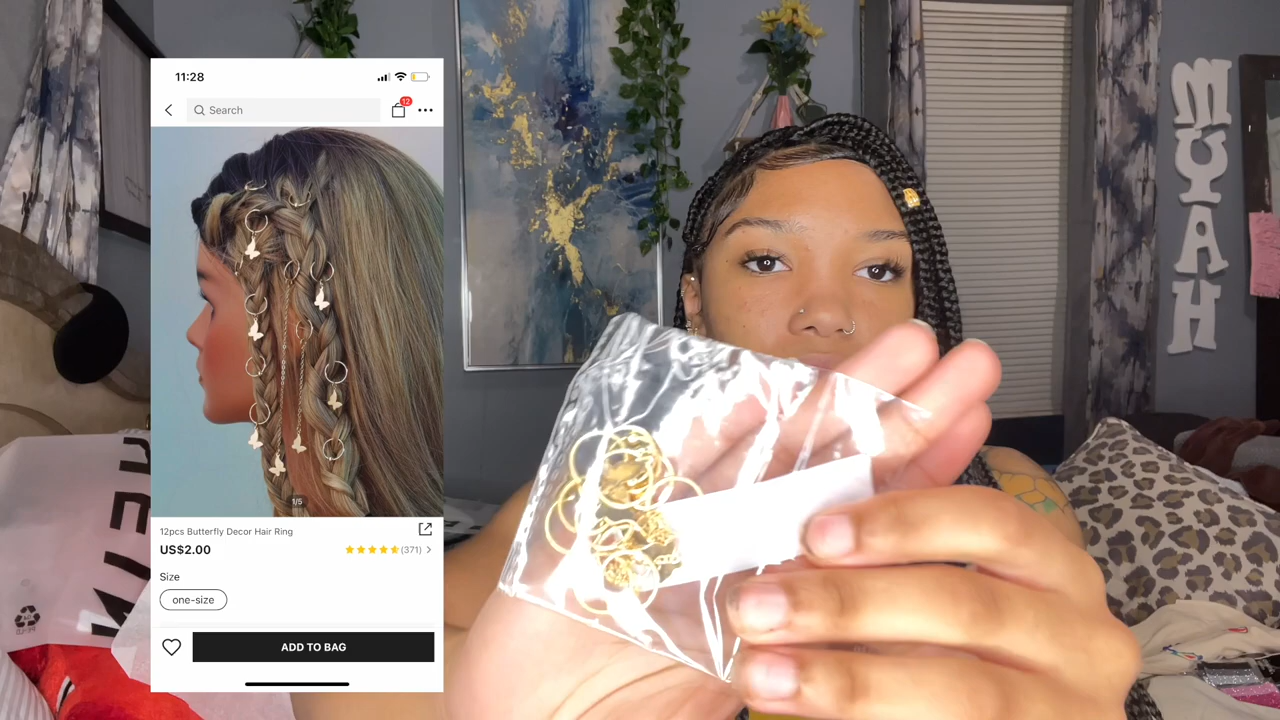 11:28
Search
12
1/5
12pcs Butterfly Decor Hair Ring
US$2.00
(371)
Size
one-size
ADD TO BAG
MUAH